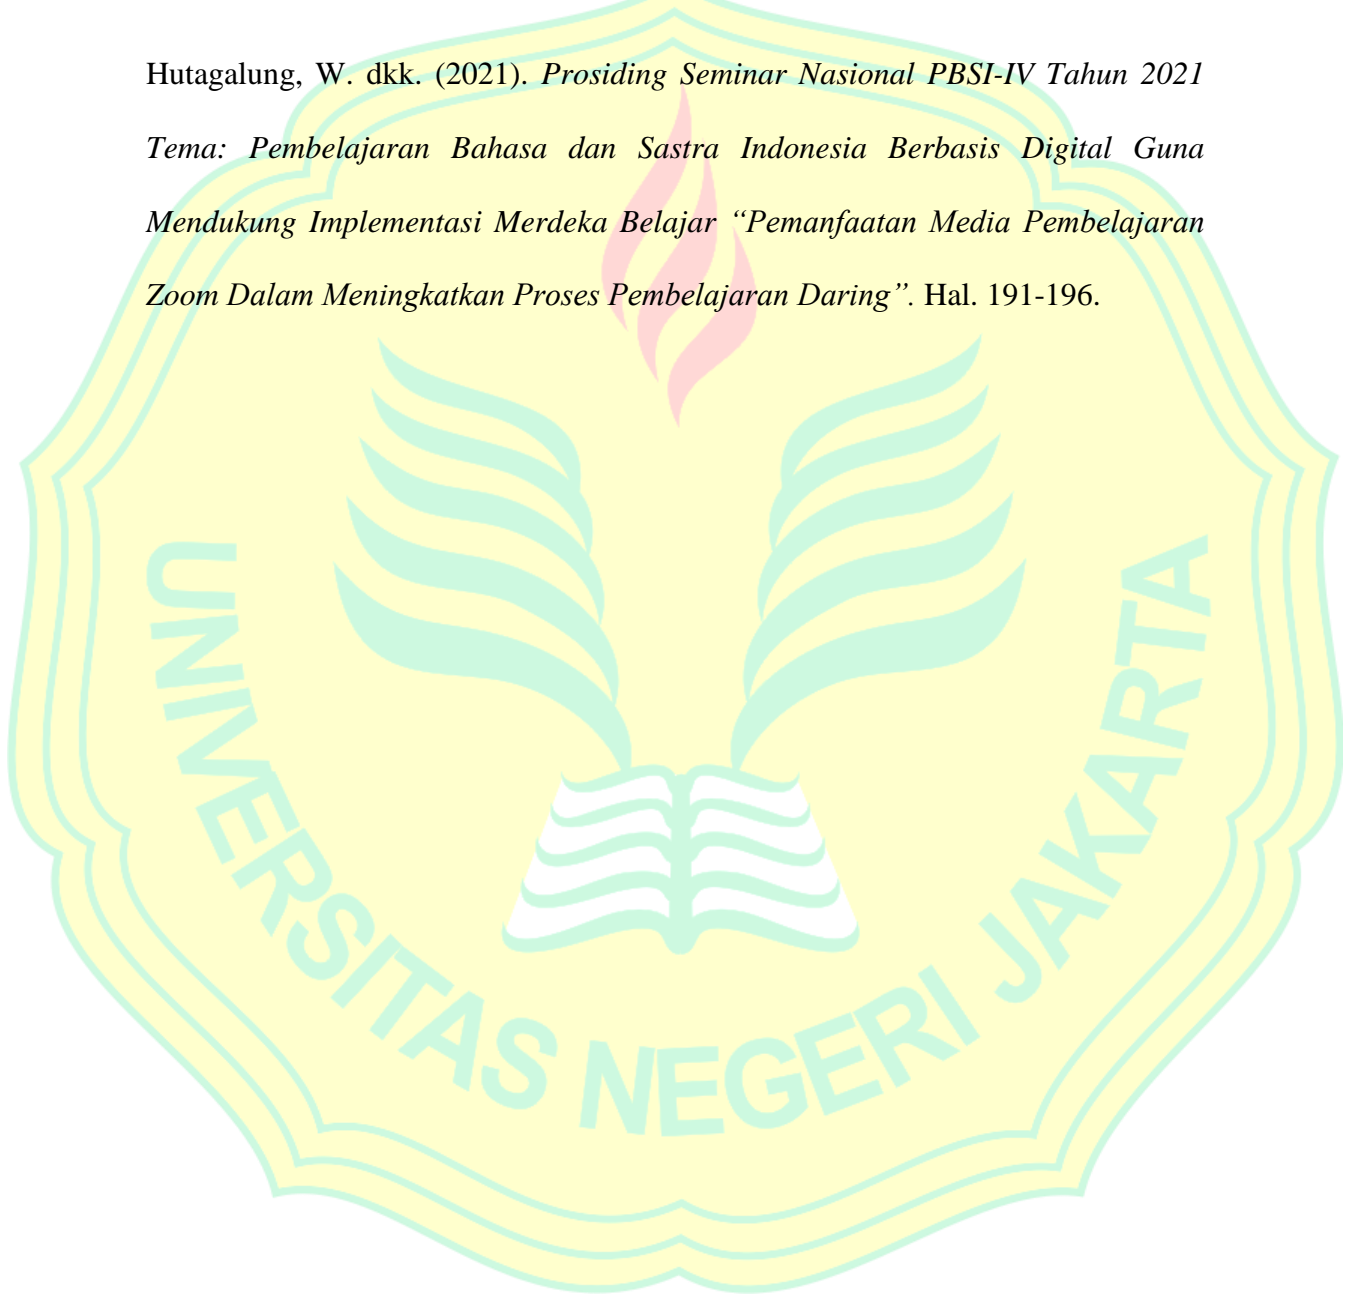 Hutagalung, W. dkk. (2021). Prosiding Seminar Nasional PBSI-IV Tahun 2021
Tema: Pembelajaran Bahasa dan Sastra Indonesia Berbasis Digital Guna
Mendukung Implementasi Merdeka Belajar “Pemanfaatan Media Pembelajaran
Zoom Dalam Meningkatkan Proses Pembelajaran Daring”. Hal. 191-196.
UNIVERSITAS NEGERI JAKARTA